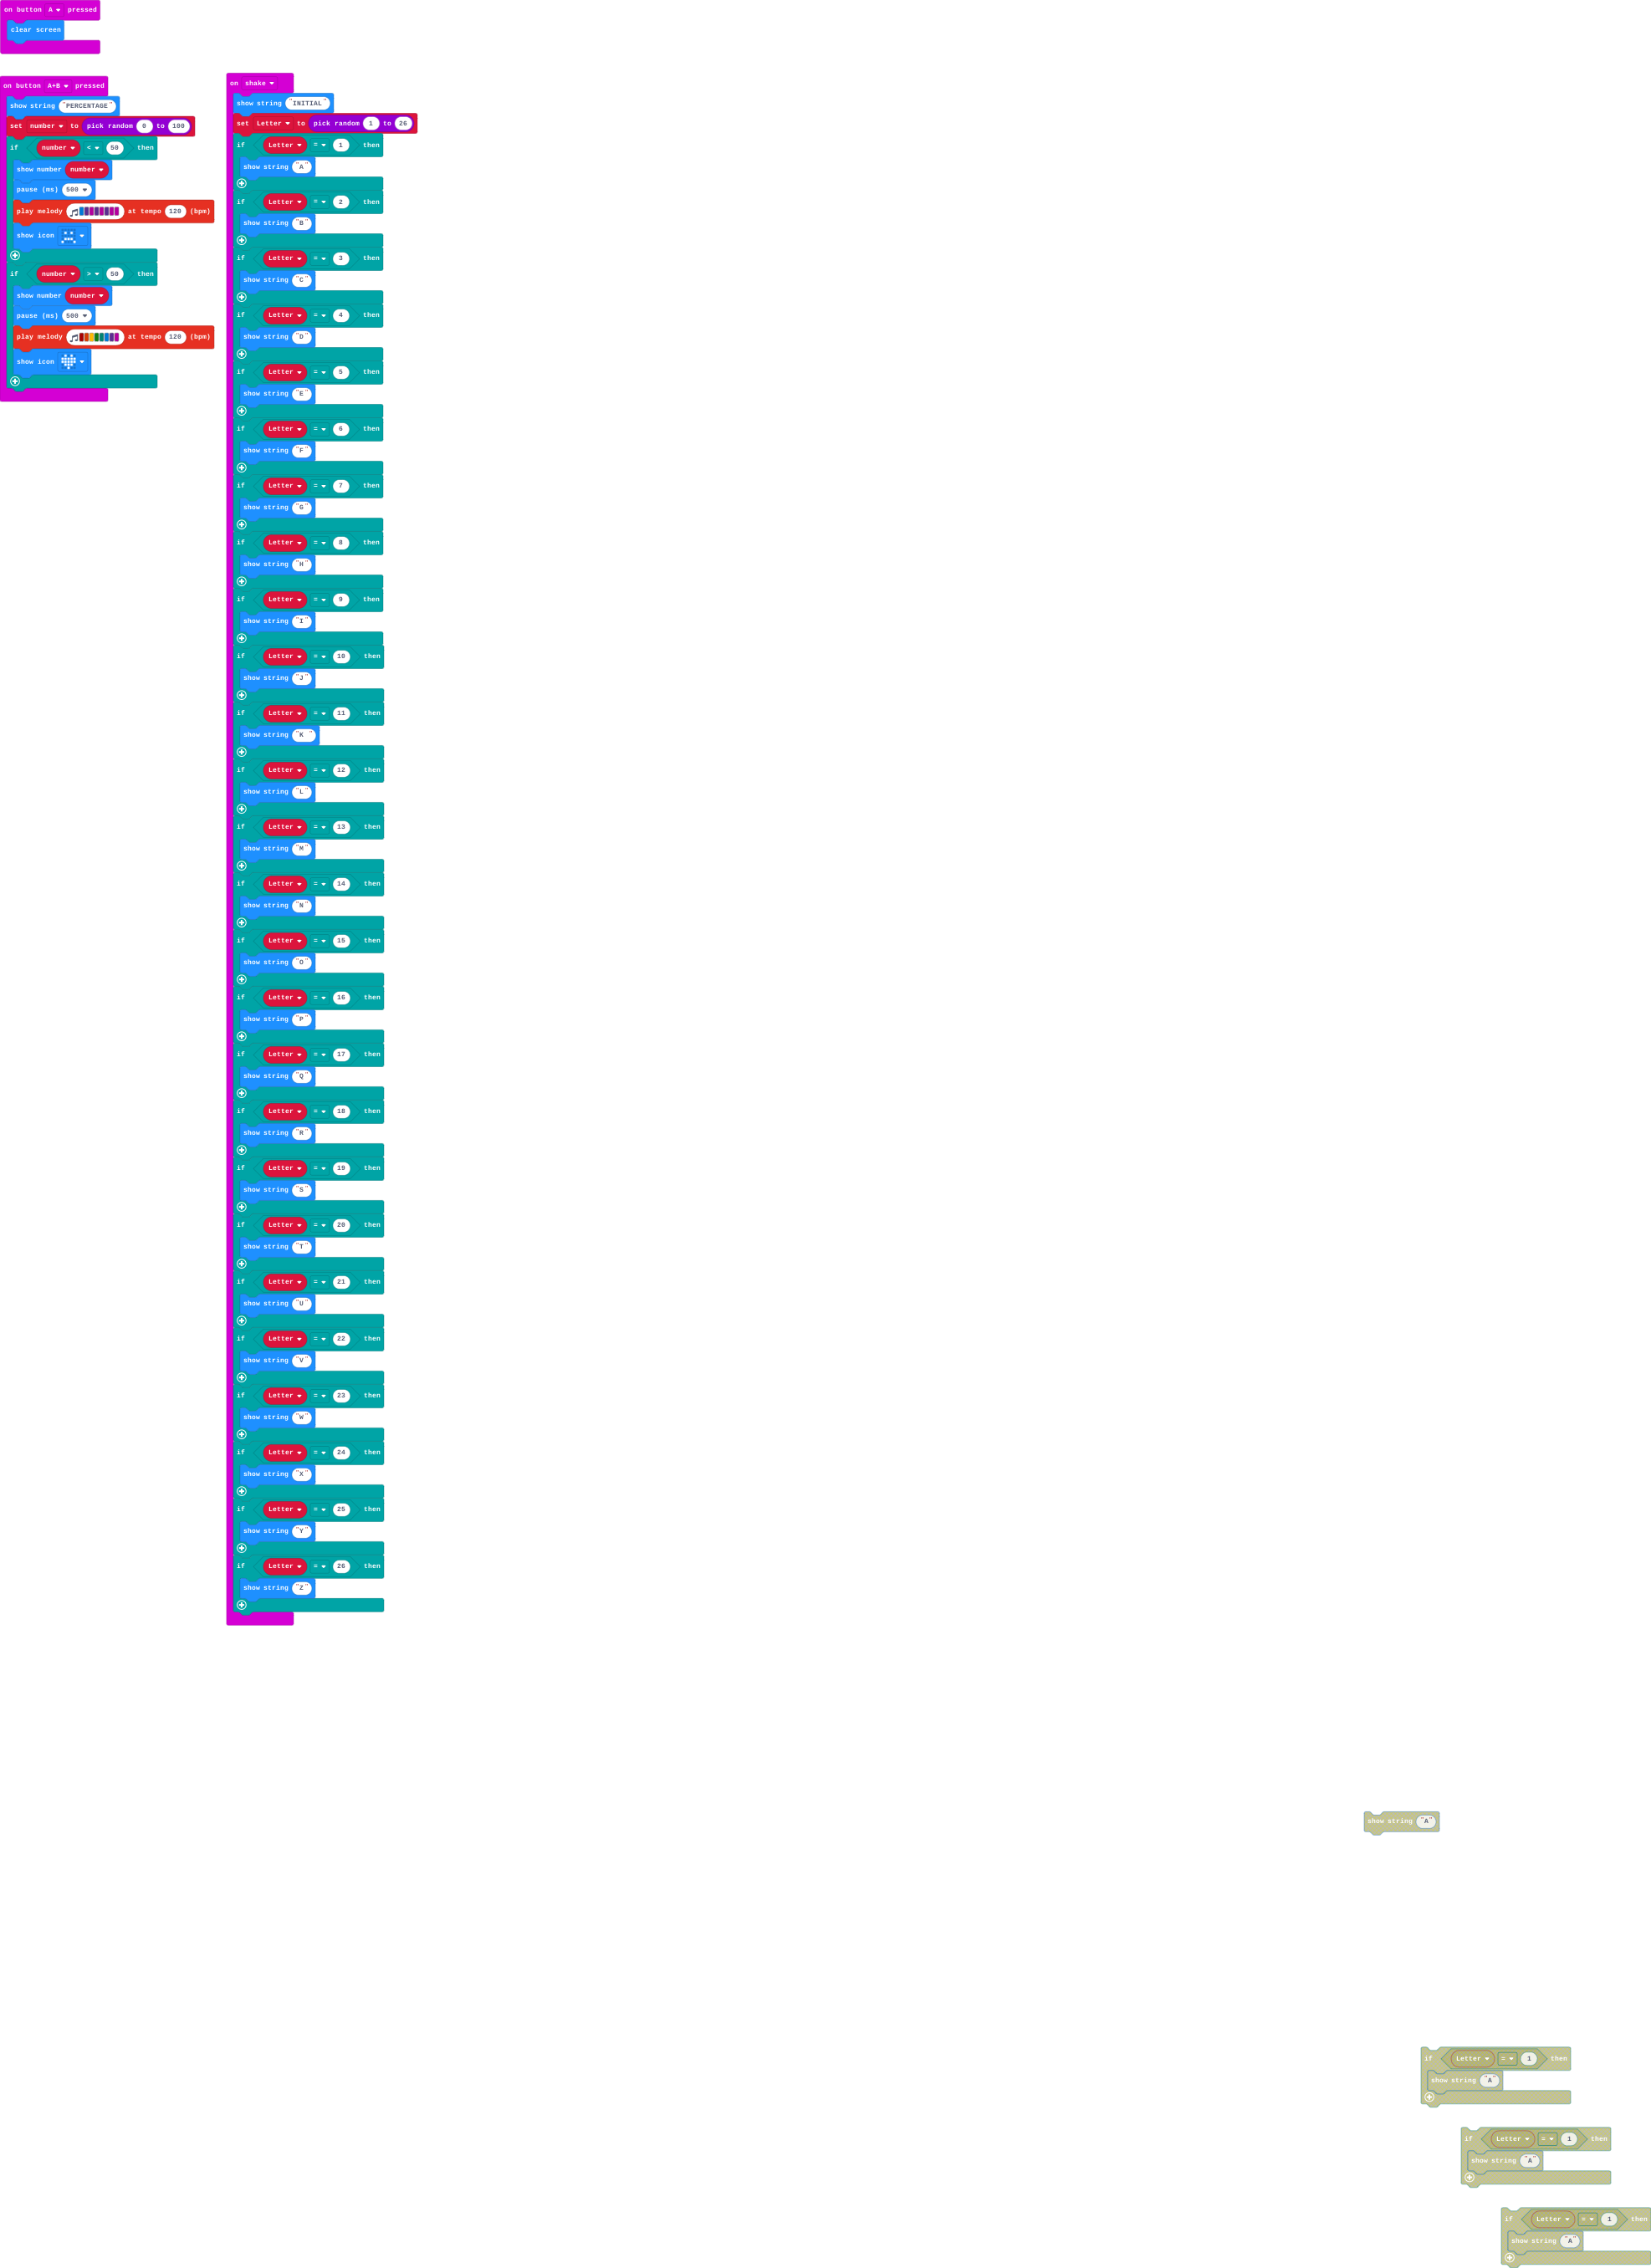 on button A pressed
clear screen
on button A+B pressed
show string "PERCENTAGE"
set number to pick random 0 to 100
if number < 50 then
show number number
pause (ms) 500
play melody at tempo 120 (bpm)
show icon
if number > 50 then
show number number
pause (ms) 500
play melody at tempo 120 (bpm)
show icon
on shake
show string "INITIAL"
set Letter to pick random 1 to 26
if Letter = 1 then
show string "A"
if Letter = 2 then
show string "B"
if Letter = 3 then
show string "C"
if Letter = 4 then
show string "D"
if Letter = 5 then
show string "E"
if Letter = 6 then
show string "F"
if Letter = 7 then
show string "G"
if Letter = 8 then
show string "H"
if Letter = 9 then
show string "I"
if Letter = 10 then
show string "J"
if Letter = 11 then
show string "K "
if Letter = 12 then
show string "L"
if Letter = 13 then
show string "M"
if Letter = 14 then
show string "N"
if Letter = 15 then
show string "O"
if Letter = 16 then
show string "P"
if Letter = 17 then
show string "Q"
if Letter = 18 then
show string "R"
if Letter = 19 then
show string "S"
if Letter = 20 then
show string "T"
if Letter = 21 then
show string "U"
if Letter = 22 then
show string "V"
if Letter = 23 then
show string "W"
if Letter = 24 then
show string "X"
if Letter = 25 then
show string "Y"
if Letter = 26 then
show string "Z"
show string "A"
if Letter = 1 then
show string "A"
if Letter = 1 then
show string "A"
if Letter = 1 then
show string "A"